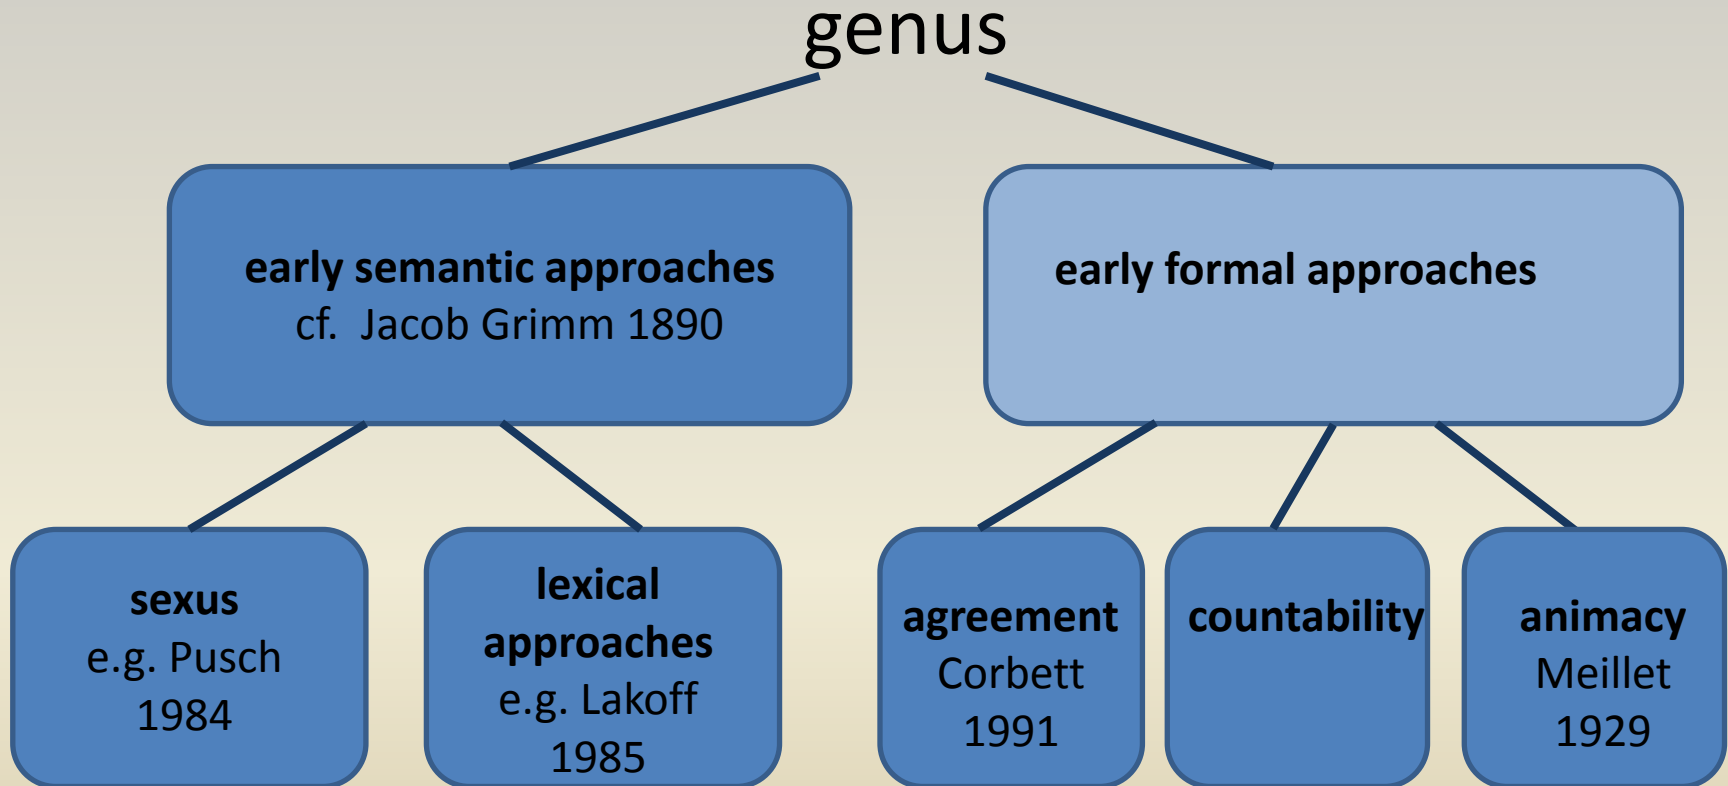 genus
early semantic approaches
cf. Jacob Grimm 1890
early formal approaches
sexus
e.g. Pusch
1984
lexical
approaches
e.g. Lakoff
1985
agreement
Corbett
1991
countability
animacy
Meillet
1929